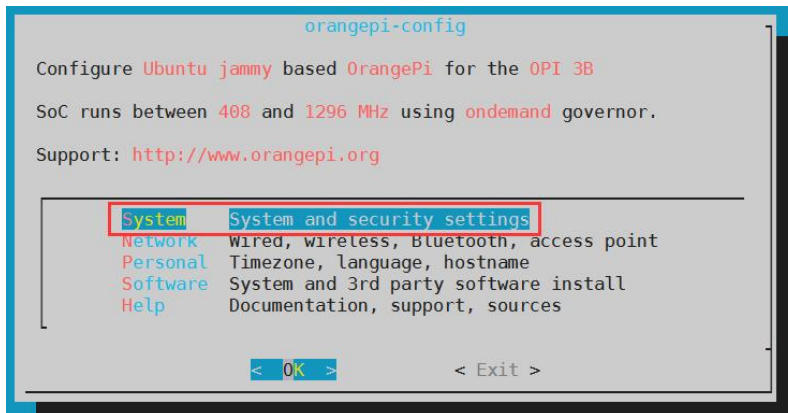 orangepi-config
Configure Ubuntu jammy based OrangePi for the OPI 3B
SoC runs between 408 and 1296 MHz using ondemand governor.
Support: http://www.orangepi.org
System System and security settings
Network Wired, wireless, Bluetooth, access point
Personal Timezone, language, hostname
Software System and 3rd party software install
Help Documentation, support, sources
< OK > < Exit >